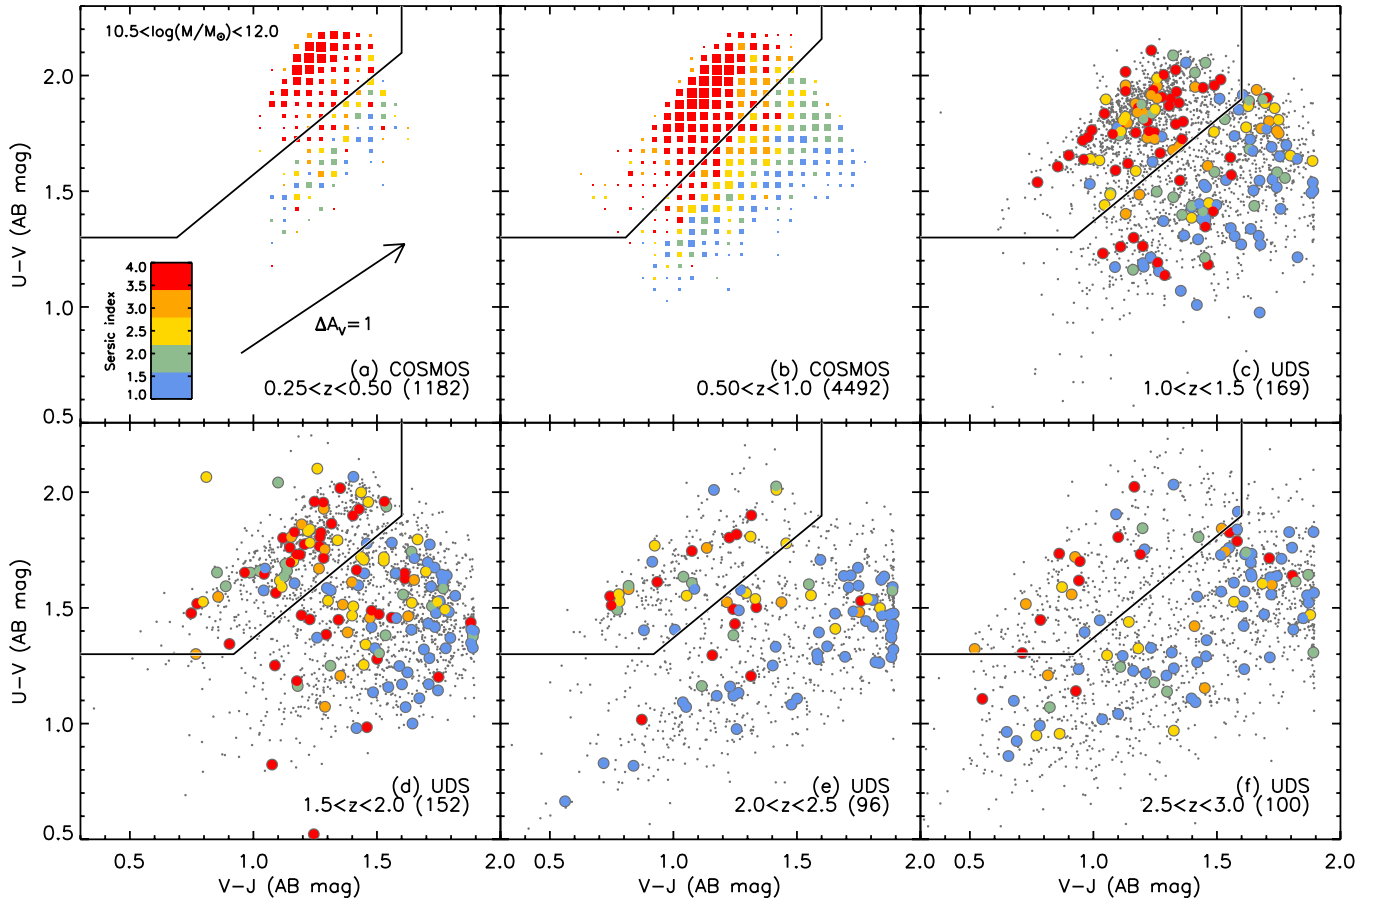 10.5<log(M/M⊙)<12.0
2.0
1.5
1.0
0.5
U−V (AB mag)
Sersic index
4.0
3.5
3.0
2.5
2.0
1.5
1.0
ΔAV=1
(a) COSMOS
0.25<z<0.50 (1182)
(b) COSMOS
0.50<z<1.0 (4492)
(c) UDS
1.0<z<1.5 (169)
2.0
1.5
1.0
0.5
U−V (AB mag)
(d) UDS
1.5<z<2.0 (152)
(e) UDS
2.0<z<2.5 (96)
(f) UDS
2.5<z<3.0 (100)
0.5 1.0 1.5 2.0
V−J (AB mag)
0.5 1.0 1.5 2.0
V−J (AB mag)
0.5 1.0 1.5 2.0
V−J (AB mag)